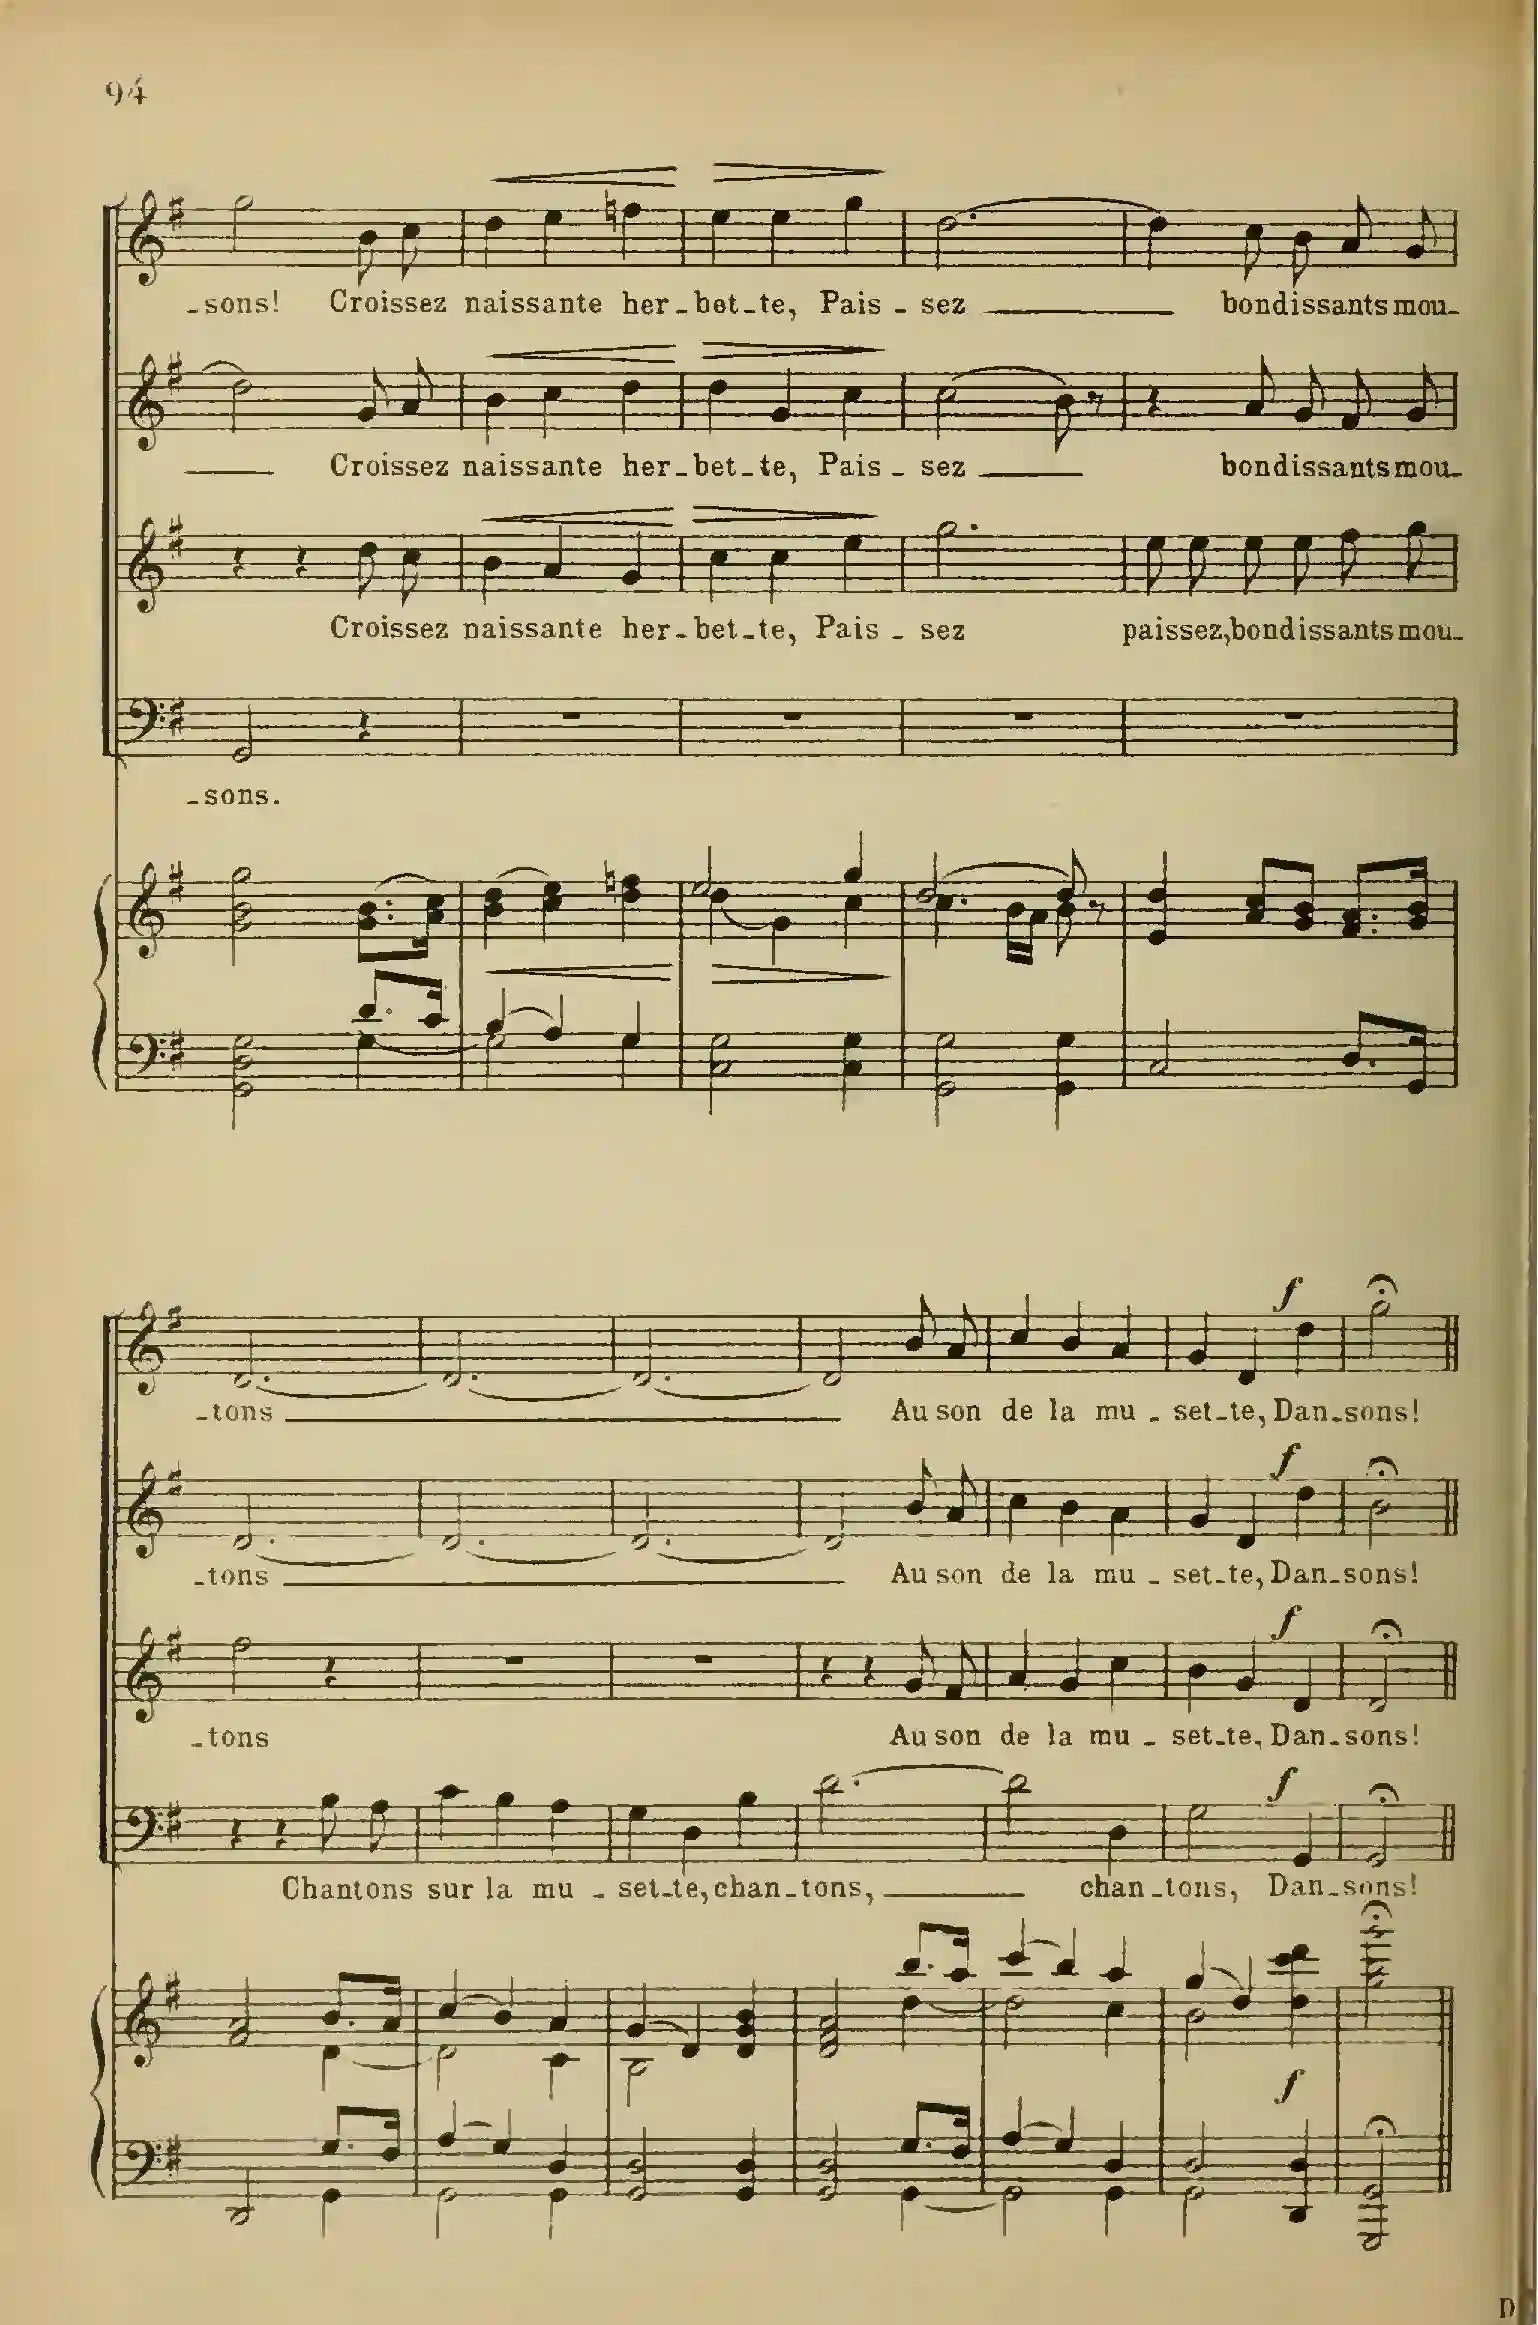 94
-sons! Croissez naissante her-bet-te, Pais-sez bondissants mou-
Croissez naissante her-bet-te, Pais-sez bondissants mou-
Croissez naissante her-bet-te, Pais-sez paissez, bondissants mou-
-sons.
f
-tons Au son de la mu-set-te, Dan-sons!
f
-tons Au son de la mu-set-te, Dan-sons!
f
-tons Au son de la mu-set-te, Dan-sons!
f
Chantons sur la mu-set-te, chan-tons, chan-tons, Dan-sons!
f
D